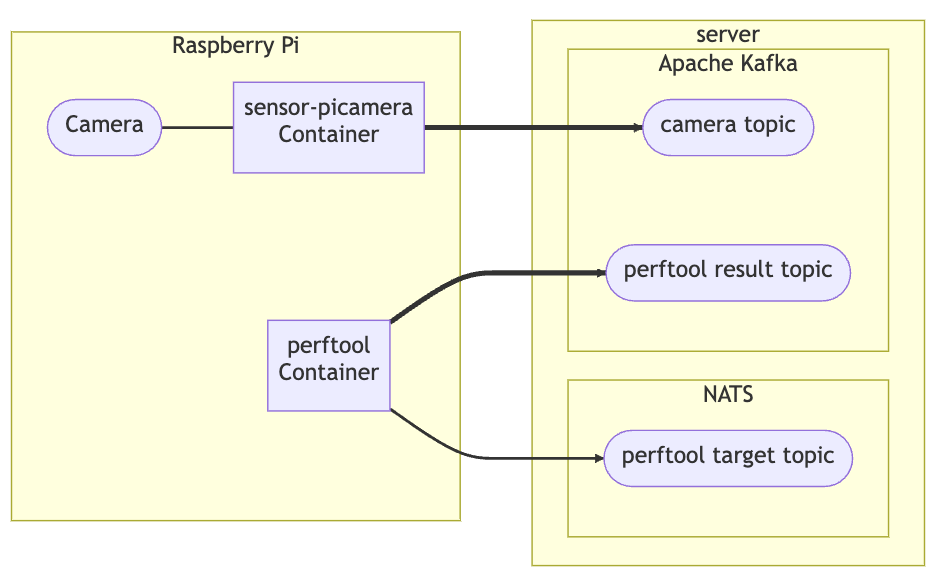 Raspberry Pi
Camera
sensor-picamera
Container
perftool
Container
server
Apache Kafka
camera topic
perftool result topic
NATS
perftool target topic